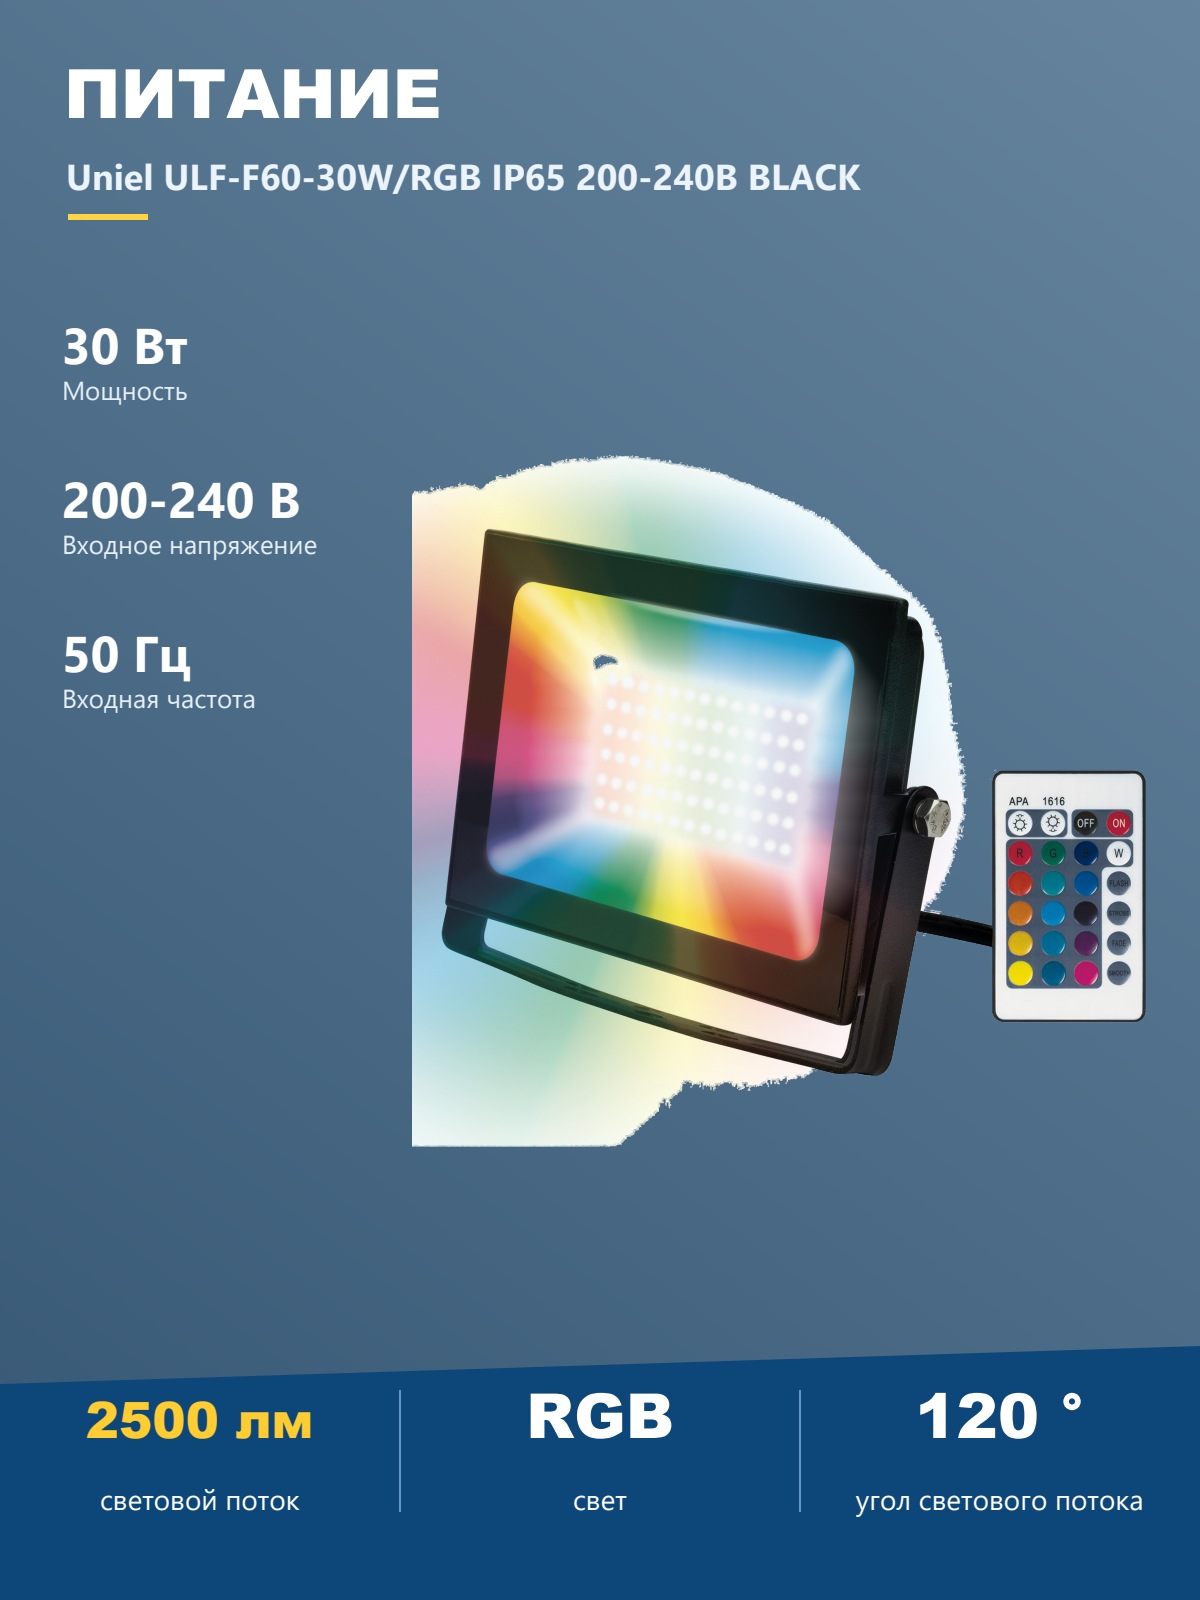 ПИТАНИЕ
Uniel ULF-F60-30W/RGB IP65 200-240В BLACK
30 Вт
Мощность
200-240 В
Входное напряжение
50 Гц
Входная частота
APA 1616
OFF ON
R G B W
FLASH
STROBE
FADE
SMOOTH
2500 лм
световой поток
RGB
свет
120 °
угол светового потока